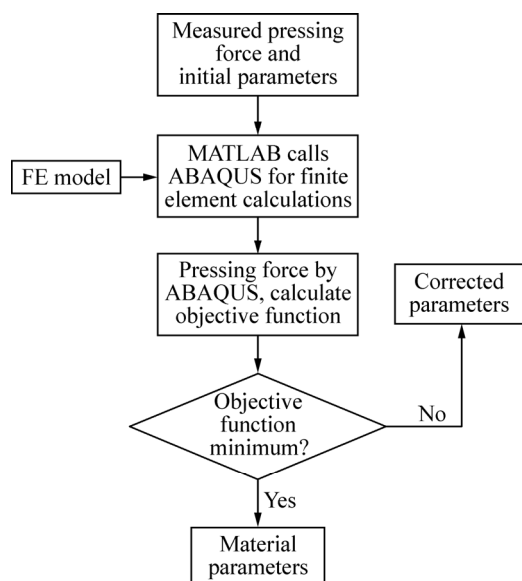 Measured pressing
force and
initial parameters
MATLAB calls
ABAQUS for finite
element calculations
FE model
Pressing force by
ABAQUS, calculate
objective function
Corrected
parameters
Objective
function
minimum?
No
Yes
Material
parameters